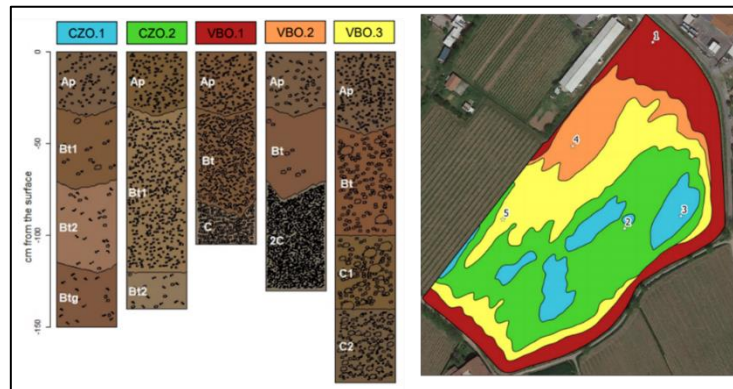 CZO.1 CZO.2 VBO.1 VBO.2 VBO.3
cm from the surface
0
-50
-100
-150
Ap
Bt1
Bt2
Btg
Ap
Bt1
Bt2
Ap
Bt
C
Ap
Bt1
2C
Ap
Bt
C1
C2
1
4
5
2
3